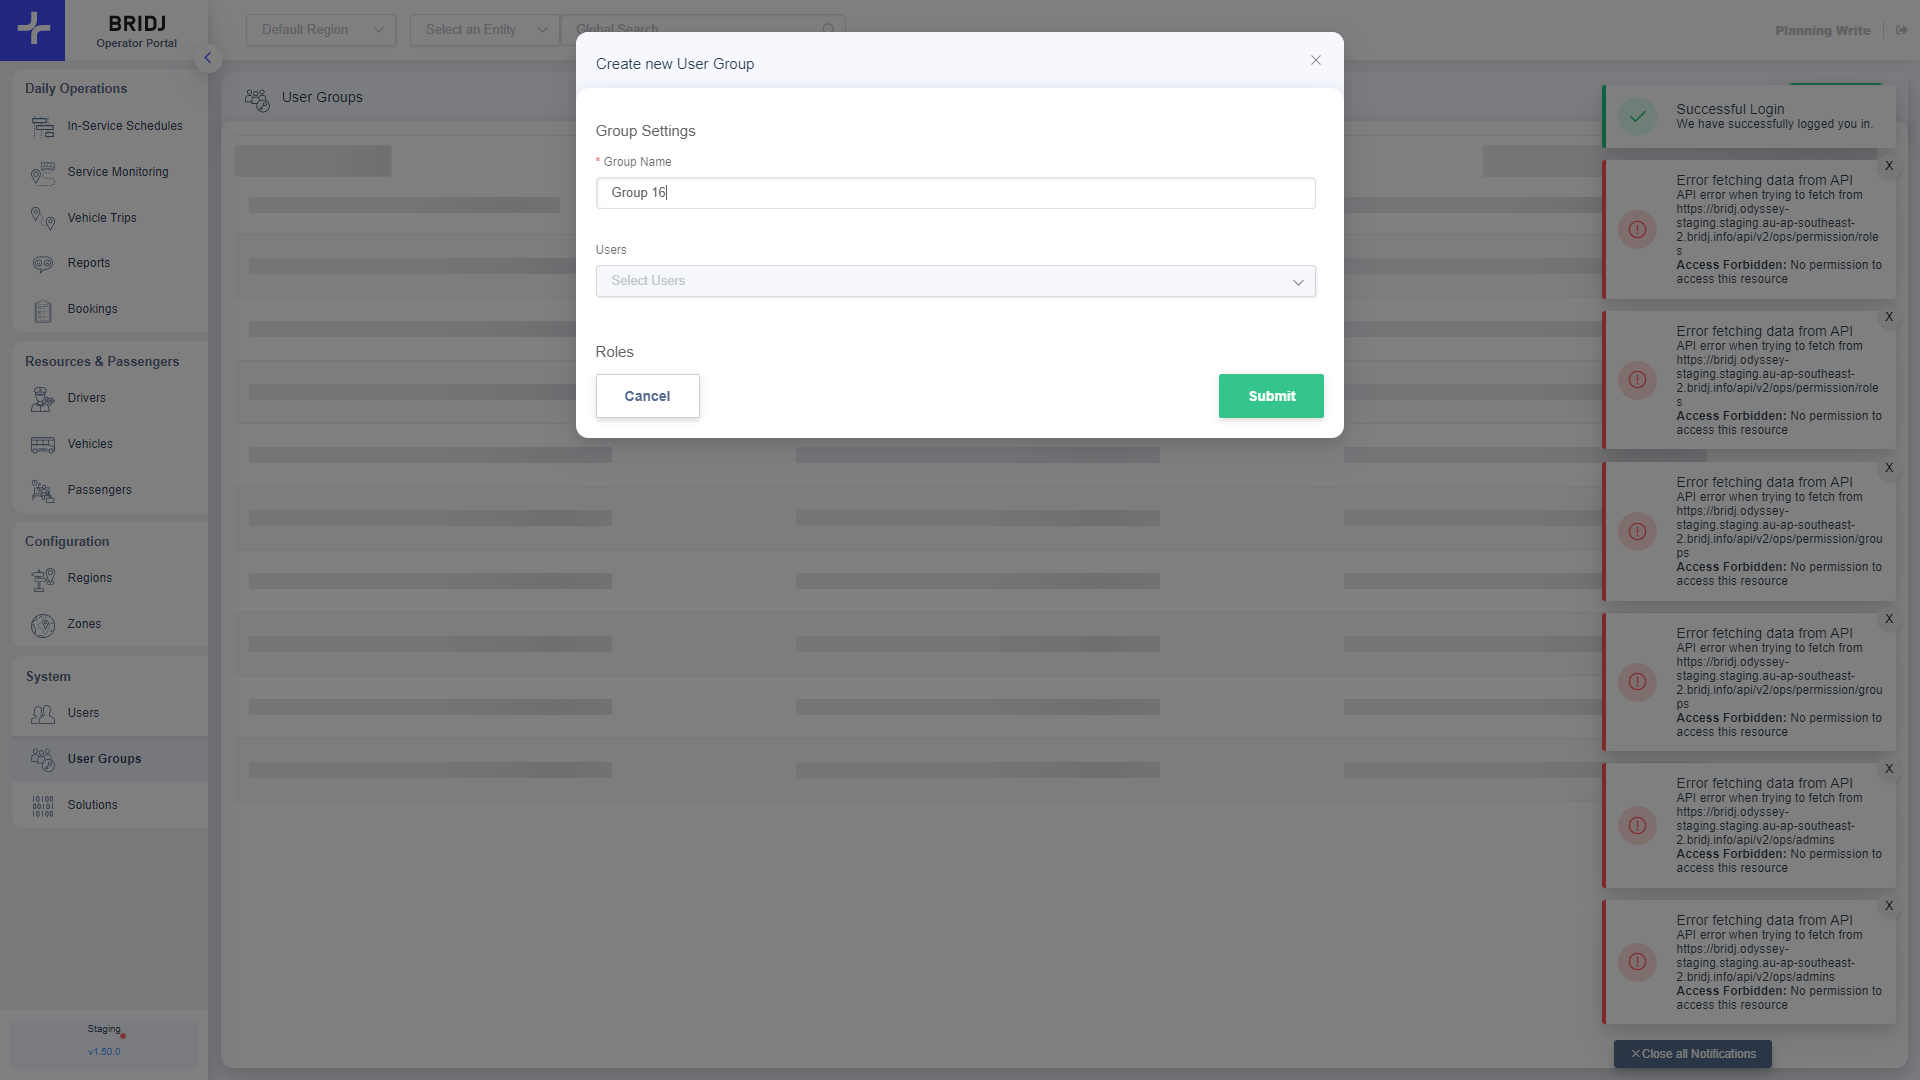 BRIDJ
Operator Portal
Default Region
Select an Entity
Global Search
Planning Write
Daily Operations
In-Service Schedules
Service Monitoring
Vehicle Trips
Reports
Bookings
Resources & Passengers
Drivers
Vehicles
Passengers
Configuration
Regions
Zones
System
Users
User Groups
Solutions
Staging
v1.50.0
User Groups
Create new User Group
Group Settings
* Group Name
Group 16
Users
Select Users
Roles
Cancel
Submit
Successful Login
We have successfully logged you in.
X
Error fetching data from API
API error when trying to fetch from
https://bridj.odyssey-
staging.staging.au-ap-southeast-
2.bridj.info/api/v2/ops/permission/role
s
Access Forbidden: No permission to
access this resource
X
Error fetching data from API
API error when trying to fetch from
https://bridj.odyssey-
staging.staging.au-ap-southeast-
2.bridj.info/api/v2/ops/permission/role
s
Access Forbidden: No permission to
access this resource
X
Error fetching data from API
API error when trying to fetch from
https://bridj.odyssey-
staging.staging.au-ap-southeast-
2.bridj.info/api/v2/ops/permission/grou
ps
Access Forbidden: No permission to
access this resource
X
Error fetching data from API
API error when trying to fetch from
https://bridj.odyssey-
staging.staging.au-ap-southeast-
2.bridj.info/api/v2/ops/permission/grou
ps
Access Forbidden: No permission to
access this resource
X
Error fetching data from API
API error when trying to fetch from
https://bridj.odyssey-
staging.staging.au-ap-southeast-
2.bridj.info/api/v2/ops/admins
Access Forbidden: No permission to
access this resource
X
Error fetching data from API
API error when trying to fetch from
https://bridj.odyssey-
staging.staging.au-ap-southeast-
2.bridj.info/api/v2/ops/admins
Access Forbidden: No permission to
access this resource
Close all Notifications